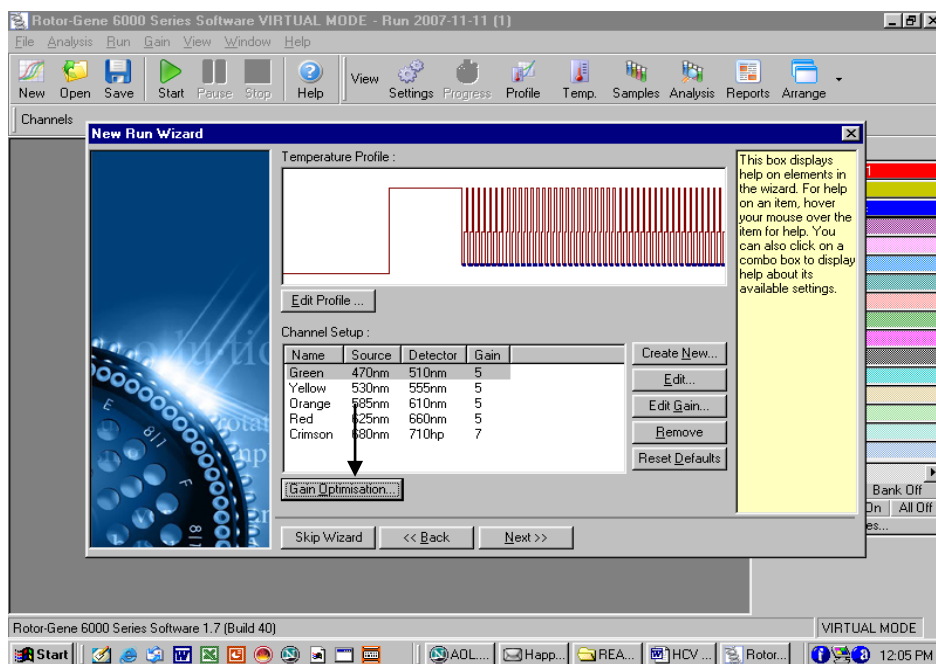 Rotor-Gene 6000 Series Software VIRTUAL MODE - Run 2007-11-11 (1)
File Analysis Run Gain View Window Help
New Open Save Start Pause Stop Help View Settings Progress Profile Temp. Samples Analysis Reports Arrange
Channels
New Run Wizard
Temperature Profile :
This box displays
help on elements in
the wizard. For help
on an item, hover
your mouse over the
item for help. You
can also click on a
combo box to display
help about its
available settings.
Edit Profile ...
Channel Setup :
Name Source Detector Gain
Green 470nm 510nm 5
Yellow 530nm 555nm 5
Orange 585nm 610nm 5
Red 625nm 660nm 5
Crimson 680nm 710hp 7
Create New...
Edit...
Edit Gain...
Remove
Reset Defaults
Gain Optimisation...
Skip Wizard << Back Next >>
Bank Off
On All Off
es...
Rotor-Gene 6000 Series Software 1.7 (Build 40) VIRTUAL MODE
Start AOL... Happ... REA... HCV ... Rotor... 12:05 PM